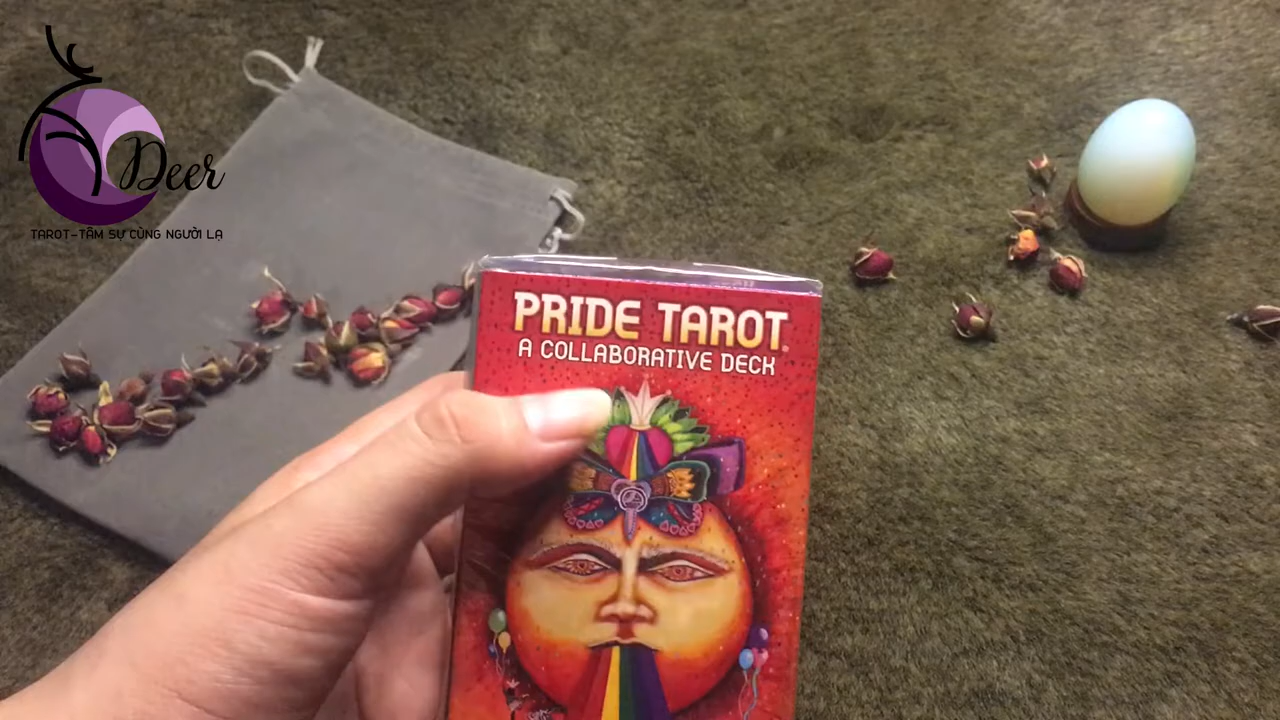 Deer
TAROT-TÂM SỰ CÙNG NGƯỜI LẠ
PRIDE TAROT
A COLLABORATIVE DECK